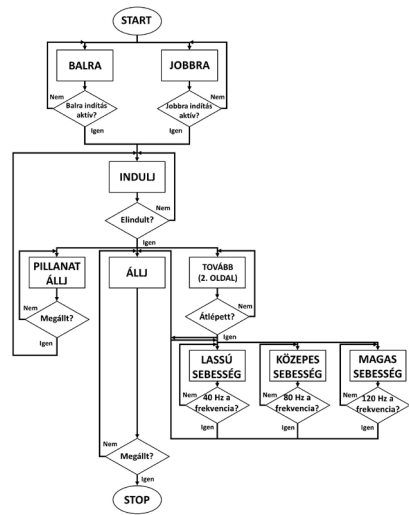 START
BALRA
JOBBRA
Nem
Balra indítás
aktív?
Jobbra indítás
aktív?
Nem
Igen
Igen
INDULJ
Nem
Elindult?
Igen
PILLANAT
ÁLLJ
ÁLLJ
TOVÁBB
(2. OLDAL)
Nem
Megállt?
Átlépett?
Nem
Igen
Igen
LASSÚ
SEBESSÉG
KÖZEPES
SEBESSÉG
MAGAS
SEBESSÉG
Nem
40 Hz a
frekvencia?
Nem
80 Hz a
frekvencia?
Nem
120 Hz a
frekvencia?
Igen
Igen
Igen
Nem
Megállt?
Igen
STOP